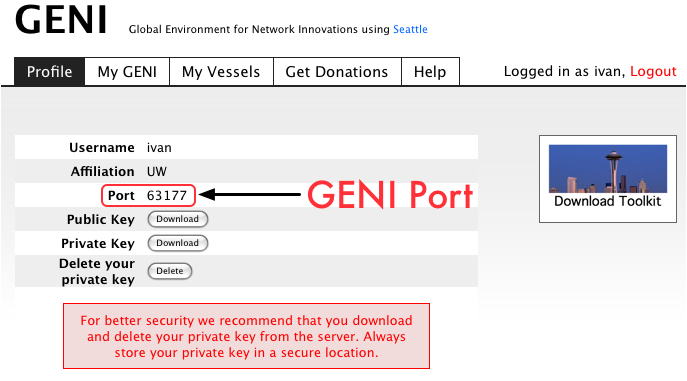 GENI
Global Environment for Network Innovations using Seattle
Profile My GENI My Vessels Get Donations Help Logged in as ivan, Logout
Username ivan
Affiliation UW
Port 63177 GENI Port
Public Key Download
Private Key Download
Delete your
private key Delete
Download Toolkit
For better security we recommend that you download
and delete your private key from the server. Always
store your private key in a secure location.